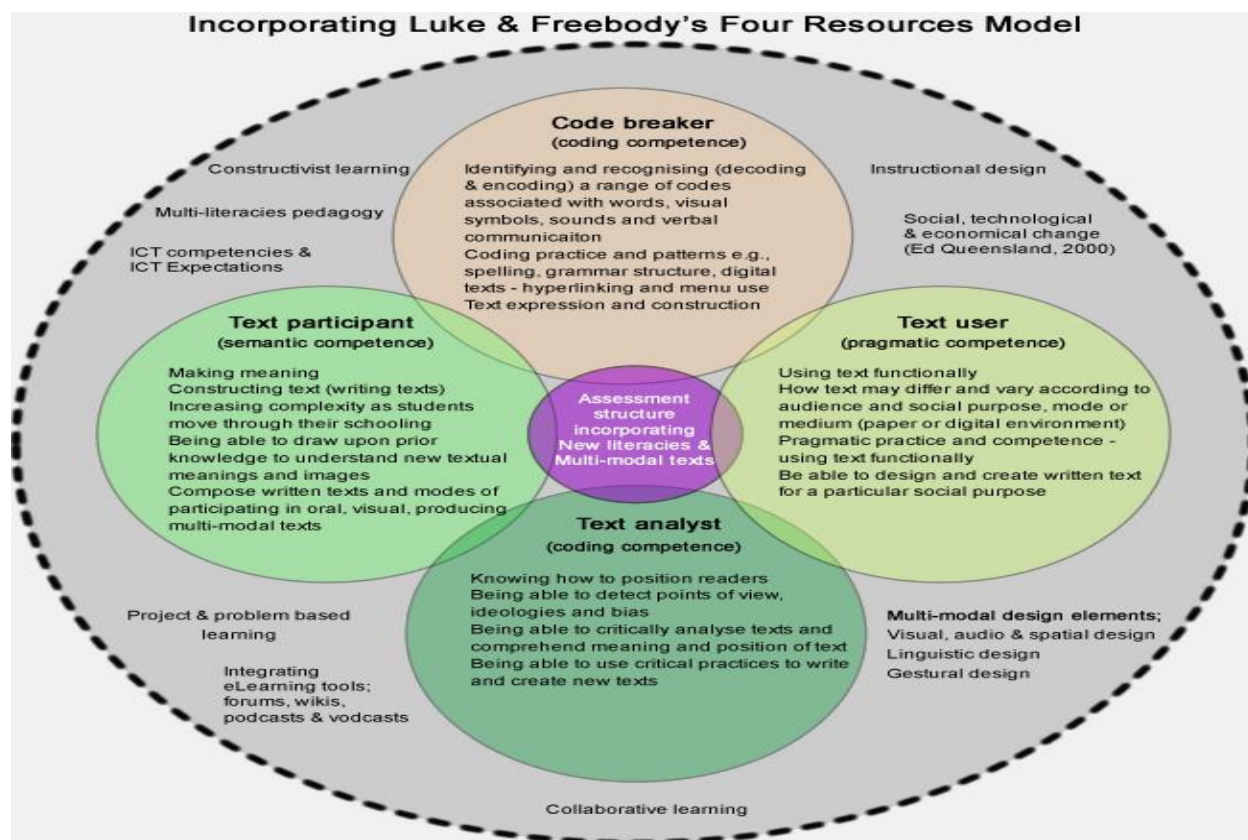 Incorporating Luke & Freebody's Four Resources Model
Code breaker
(coding competence)
Identifying and recognising (decoding
& encoding) a range of codes
associated with words, visual
symbols, sounds and verbal
communicaiton
Coding practice and patterns e.g.,
spelling, grammar structure, digital
texts - hyperlinking and menu use
Text expression and construction
Constructivist learning
Multi-literacies pedagogy
ICT competencies &
ICT Expectations
Instructional design
Social, technological
& economical change
(Ed Queensland, 2000)
Text participant
(semantic competence)
Making meaning
Constructing text (writing texts)
Increasing complexity as students
move through their schooling
Being able to draw upon prior
knowledge to understand new textual
meanings and images
Compose written texts and modes of
participating in oral, visual, producing
multi-modal texts
Assessment
structure
incorporating
New literacies &
Multi-modal texts
Text user
(pragmatic competence)
Using text functionally
How text may differ and vary according to
audience and social purpose, mode or
medium (paper or digital environment)
Pragmatic practice and competence -
using text functionally
Be able to design and create written text
for a particular social purpose
Text analyst
(coding competence)
Knowing how to position readers
Being able to detect points of view,
ideologies and bias
Being able to critically analyse texts and
comprehend meaning and position of text
Being able to use critical practices to write
and create new texts
Project & problem based
learning
Integrating
eLearning tools;
forums, wikis,
podcasts & vodcasts
Multi-modal design elements;
Visual, audio & spatial design
Linguistic design
Gestural design
Collaborative learning